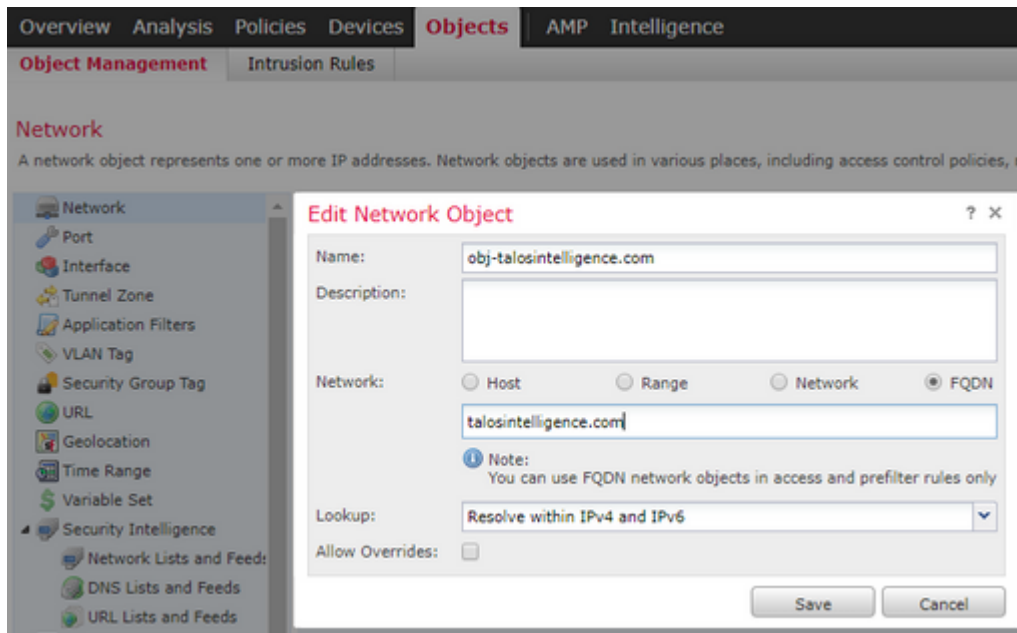 Overview Analysis Policies Devices Objects AMP Intelligence
Object Management Intrusion Rules
Network
A network object represents one or more IP addresses. Network objects are used in various places, including access control policies,
Network
Port
Interface
Tunnel Zone
Application Filters
VLAN Tag
Security Group Tag
URL
Geolocation
Time Range
Variable Set
Security Intelligence
Network Lists and Feeds
DNS Lists and Feeds
URL Lists and Feeds
Edit Network Object ? ×
Name: obj-talosintelligence.com
Description:
Network: Host Range Network FQDN
talosintelligence.com
Note:
You can use FQDN network objects in access and prefilter rules only
Lookup: Resolve within IPv4 and IPv6
Allow Overrides:
Save Cancel